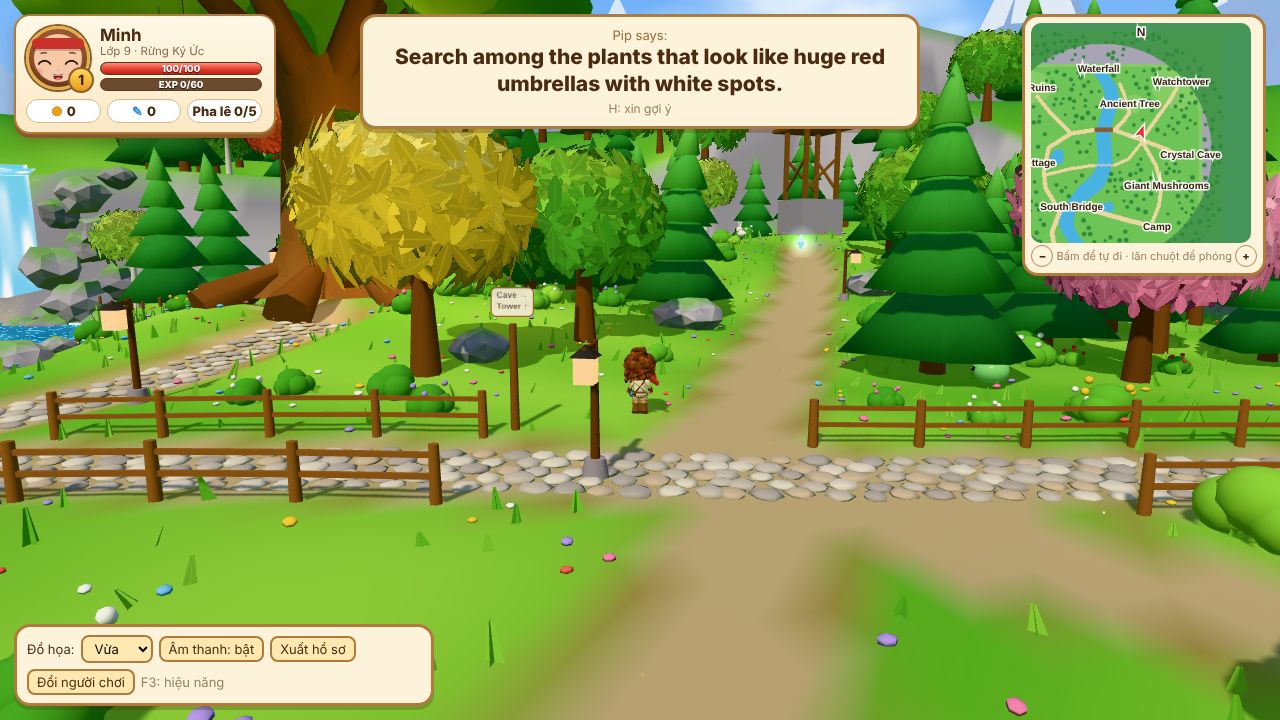 Minh
Lớp 9 · Rừng Ký Ức
100/100
EXP 0/60
1
0
0
Pha lê 0/5
Pip says:
Search among the plants that look like huge red
umbrellas with white spots.
H: xin gợi ý
N
Waterfall
Ruins
Watchtower
Ancient Tree
Crystal Cave
ttage
Giant Mushrooms
South Bridge
Camp
− Bấm để tự đi · lăn chuột để phóng +
Cave →
Tower ↑
Đồ họa: Vừa Âm thanh: bật Xuất hồ sơ
Đổi người chơi F3: hiệu năng